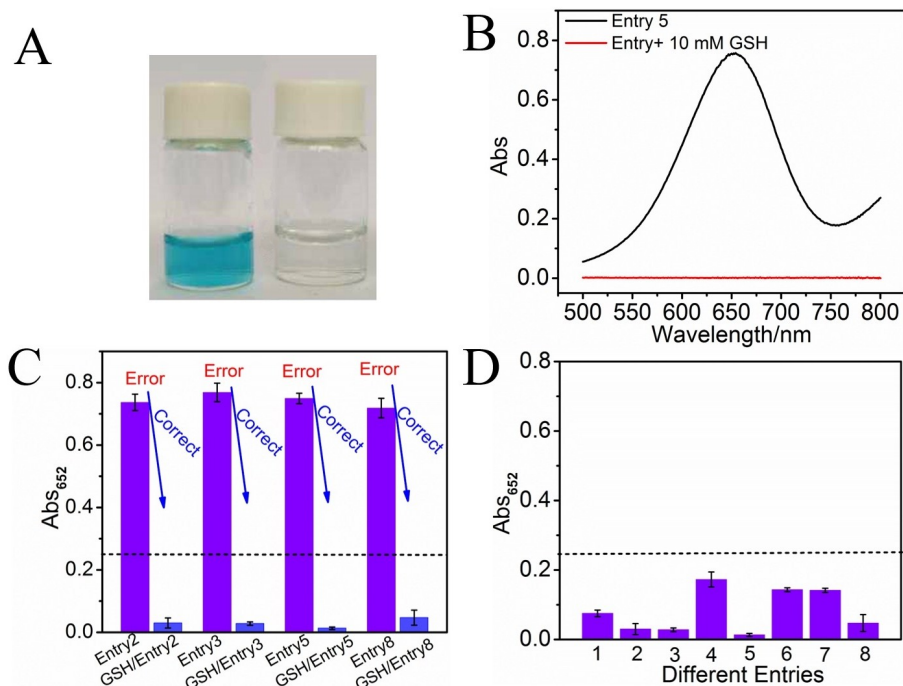 A
B
Entry 5
Entry+ 10 mM GSH
0.8
0.6
0.4
0.2
0.0
Abs
500 550 600 650 700 750 800
Wavelength/nm
C
Error Error Error Error
Correct Correct Correct Correct
0.8
0.6
0.4
0.2
0.0
Abs652
Entry2 GSH/Entry2 Entry3 GSH/Entry3 Entry5 GSH/Entry5 Entry8 GSH/Entry8
D
0.8
0.6
0.4
0.2
0.0
Abs652
1 2 3 4 5 6 7 8
Different Entries